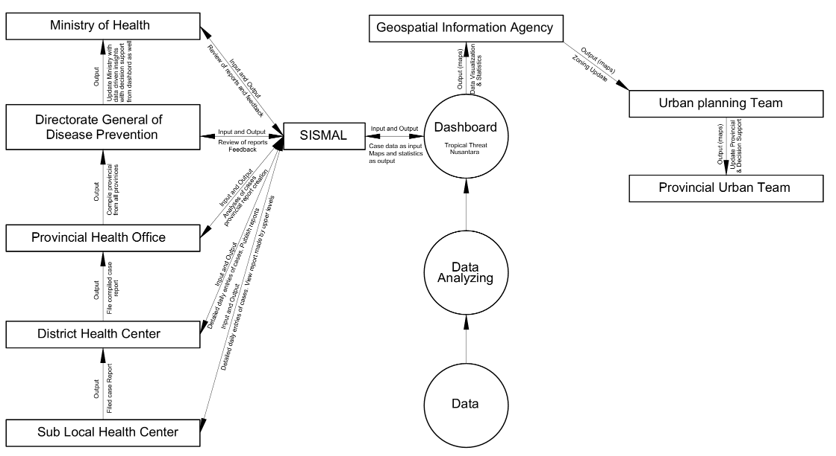 Ministry of Health
Output
Update Ministry with
data driven insights
with decision support
from dashbord as well
Directorate General of
Disease Prevention
Output
Compile provincial
from all provinces
Provincial Health Office
Output
File compiled case
report
District Health Center
Output
Filed case Report
Sub Local Health Center
Input and Output
Review of reports and feedback
Input and Output
Review of reports
Feedback
Input and Output
Analyses of cases
provincial report creation
Input and Output
Detailed daily entries of cases. Publish reports
Input and Output
Detailed daily entries of cases  View report made by upper levels
SISMAL
Input and Output
Case data as input
Maps and statistics
as output
Geospatial Information Agency
Output (maps)
Data Visualization
& Statistics
Dashboard
Tropical Threat
Nusantara
Data
Analyzing
Data
Output (maps)
Zoning Update
Urban planning Team
Output (maps)
Update Provincial
& Decision Support
Provincial Urban Team